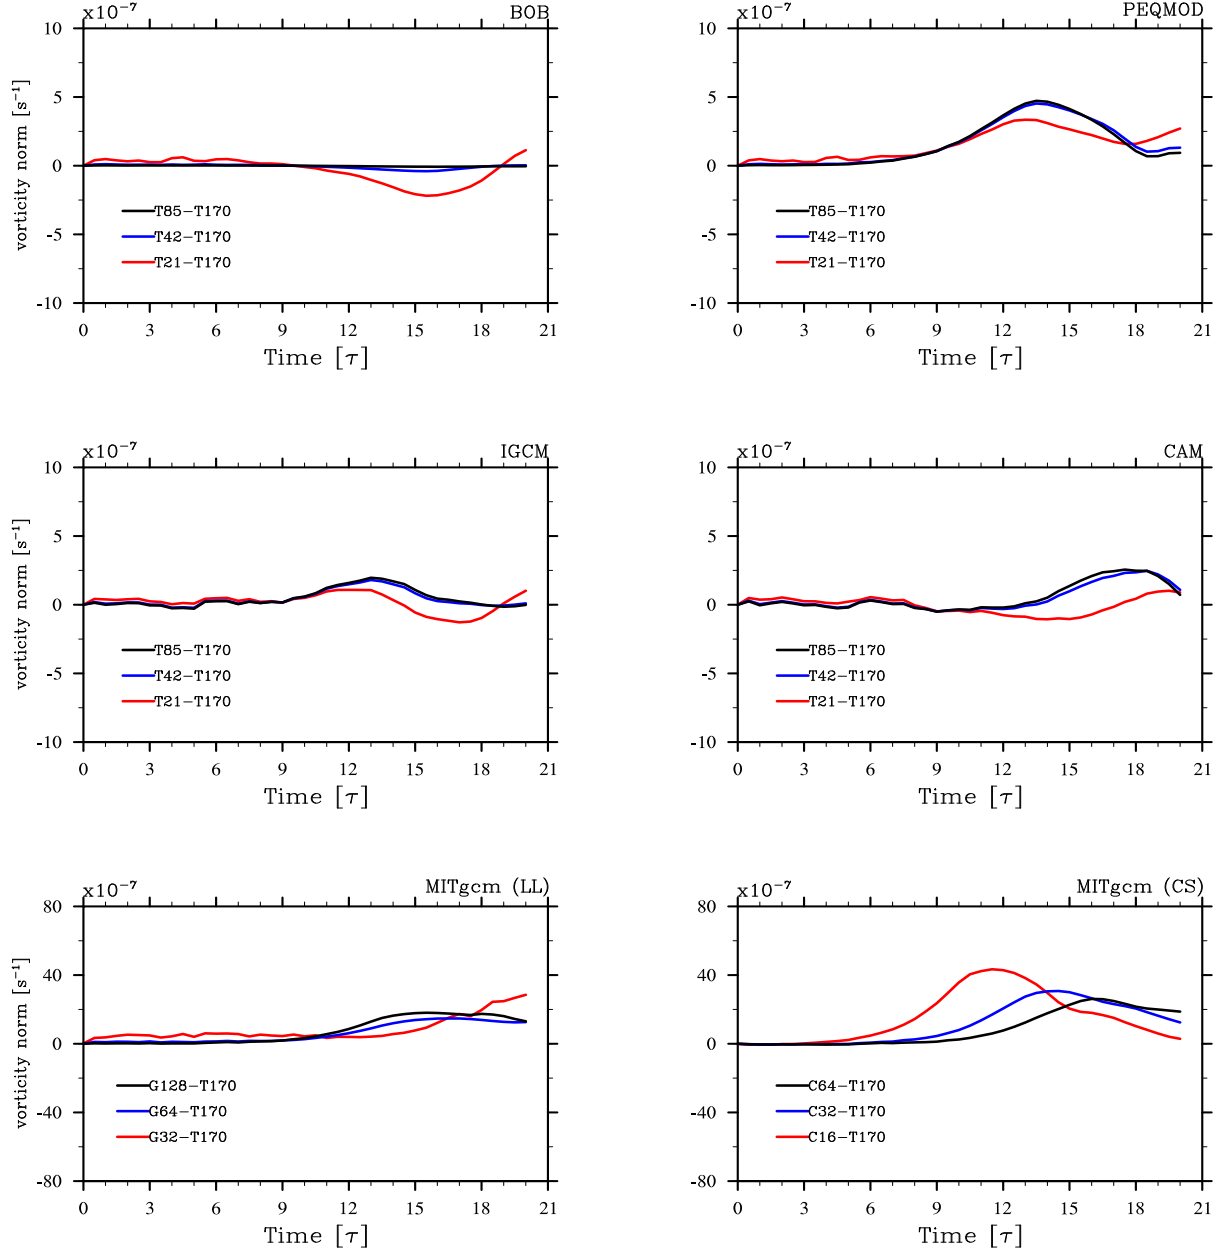 x10⁻⁷ BOB
10
5
0
-5
-10
vorticity norm [s⁻¹]
T85−T170
T42−T170
T21−T170
0 3 6 9 12 15 18 21
Time [τ]
x10⁻⁷ PEQMOD
10
5
0
-5
-10
T85−T170
T42−T170
T21−T170
0 3 6 9 12 15 18 21
Time [τ]
x10⁻⁷ IGCM
10
5
0
-5
-10
vorticity norm [s⁻¹]
T85−T170
T42−T170
T21−T170
0 3 6 9 12 15 18 21
Time [τ]
x10⁻⁷ CAM
10
5
0
-5
-10
T85−T170
T42−T170
T21−T170
0 3 6 9 12 15 18 21
Time [τ]
x10⁻⁷ MITgcm (LL)
80
40
0
-40
-80
vorticity norm [s⁻¹]
G128−T170
G64−T170
G32−T170
0 3 6 9 12 15 18 21
Time [τ]
x10⁻⁷ MITgcm (CS)
80
40
0
-40
-80
C64−T170
C32−T170
C16−T170
0 3 6 9 12 15 18 21
Time [τ]